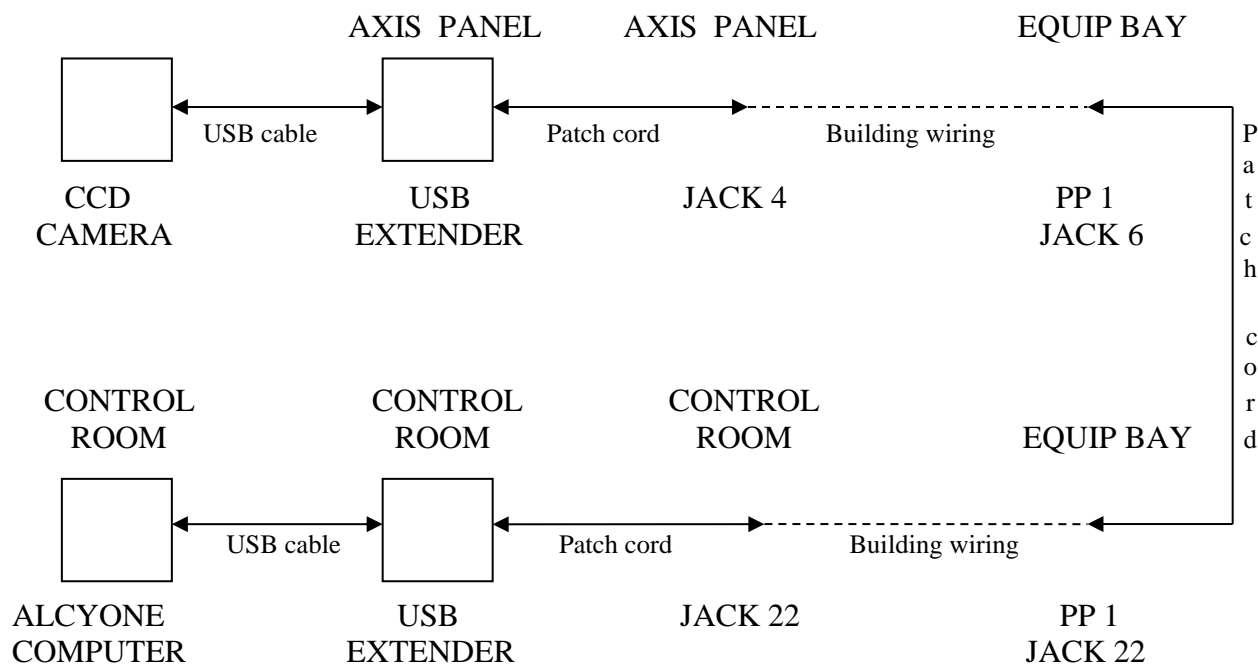 AXIS PANEL
AXIS PANEL
EQUIP BAY
USB cable
Patch cord
Building wiring
CCD
CAMERA
USB
EXTENDER
JACK 4
PP 1
JACK 6
Patch cord
CONTROL
ROOM
CONTROL
ROOM
CONTROL
ROOM
EQUIP BAY
USB cable
Patch cord
Building wiring
ALCYONE
COMPUTER
USB
EXTENDER
JACK 22
PP 1
JACK 22